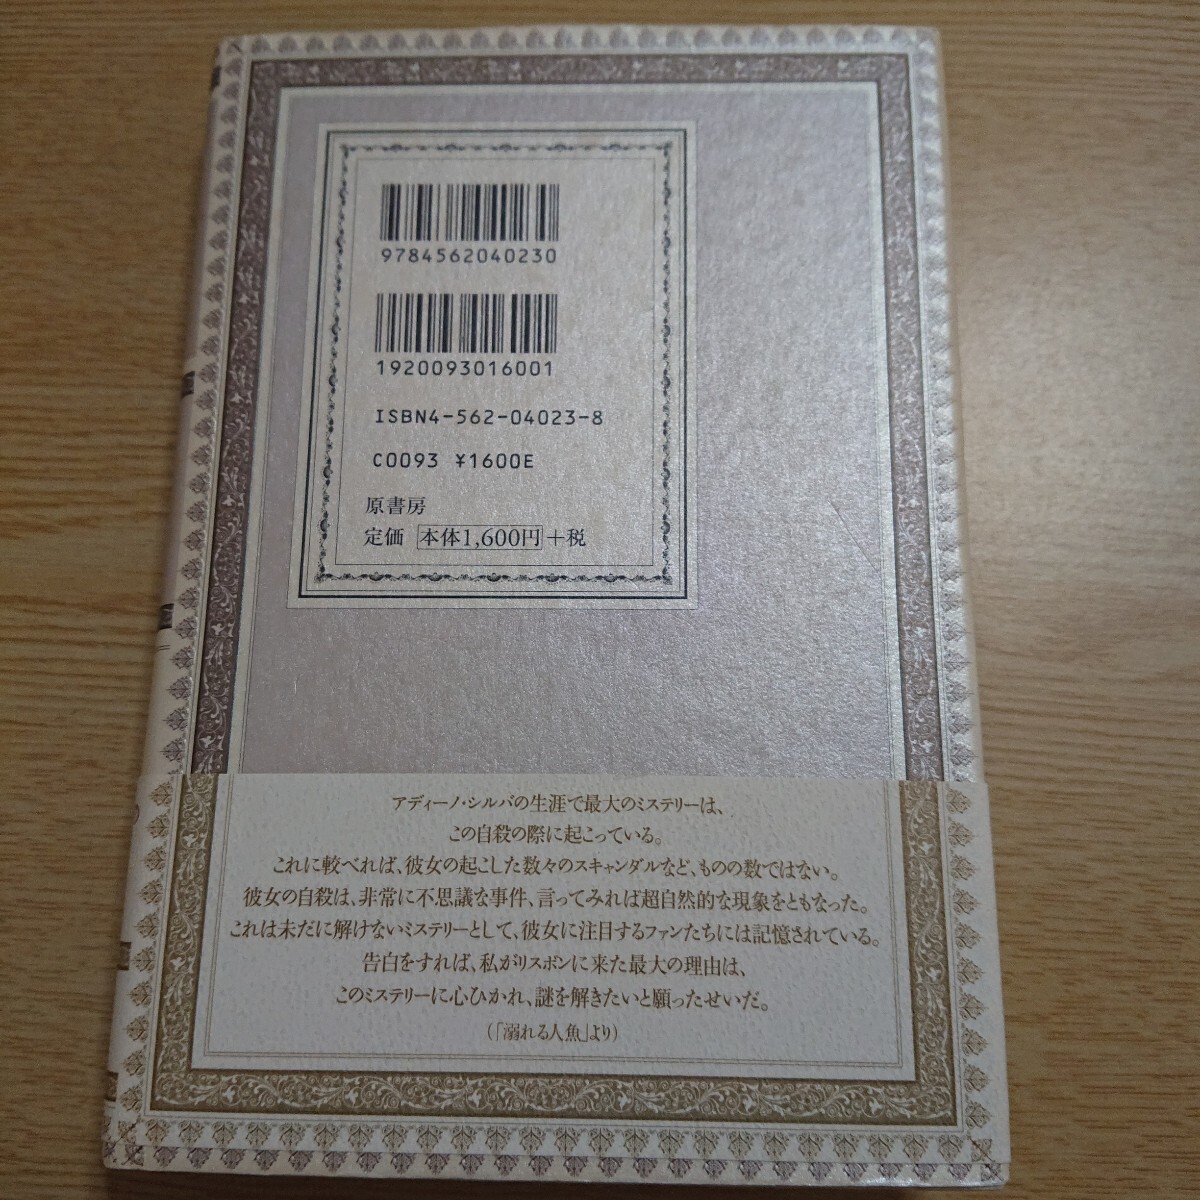 9784562040230
1920093016001
ISBN4-562-04023-8
C0093 ¥1600E
原書房
定価 本体1,600円+税
アディーノ・シルバの生涯で最大のミステリーは、
この自殺の際に起こっている。
これに較べれば、彼女の起こした数々のスキャンダルなど、ものの数ではない。
彼女の自殺は、非常に不思議な事件、言ってみれば超自然的な現象をともなった。
これは未だに解けないミステリーとして、彼女に注目するファンたちには記憶されている。
告白をすれば、私がリスボンに来た最大の理由は、
このミステリーに心ひかれ、謎を解きたいと願ったせいだ。
(「溺れる人魚」より)